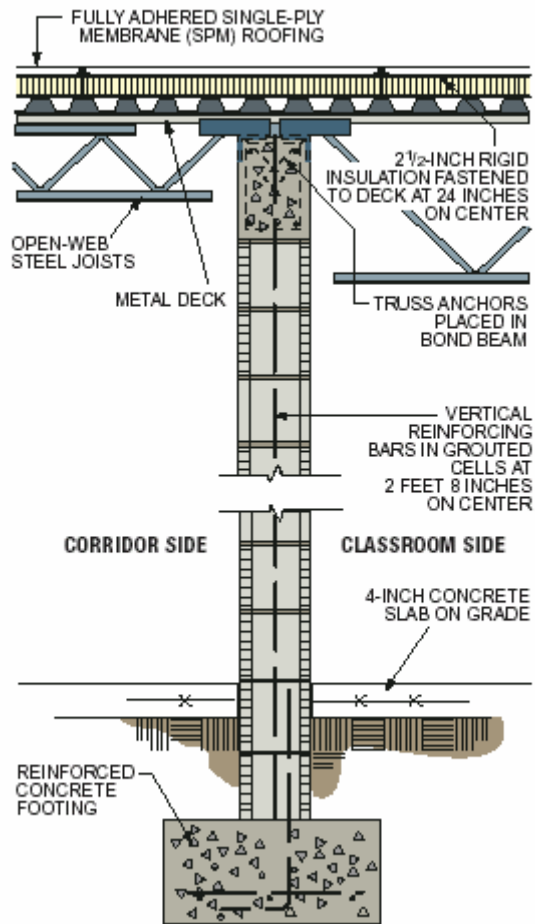 FULLY ADHERED SINGLE-PLY
MEMBRANE (SPM) ROOFING
2 1/2-INCH RIGID
INSULATION FASTENED
TO DECK AT 24 INCHES
ON CENTER
OPEN-WEB
STEEL JOISTS
METAL DECK
TRUSS ANCHORS
PLACED IN
BOND BEAM
VERTICAL
REINFORCING
BARS IN GROUTED
CELLS AT
2 FEET 8 INCHES
ON CENTER
CORRIDOR SIDE
CLASSROOM SIDE
4-INCH CONCRETE
SLAB ON GRADE
REINFORCED
CONCRETE
FOOTING